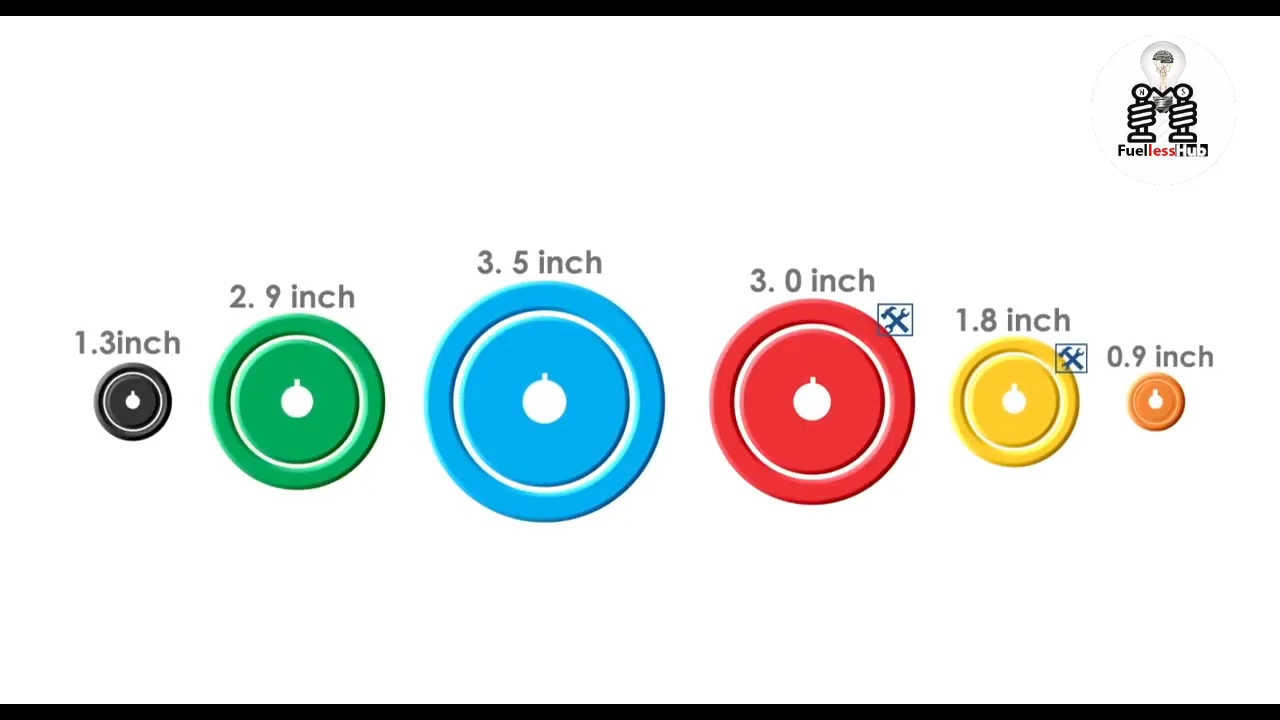 FuellessHub
N S
3. 5 inch
3. 0 inch
2. 9 inch
1.8 inch
1.3inch
0.9 inch